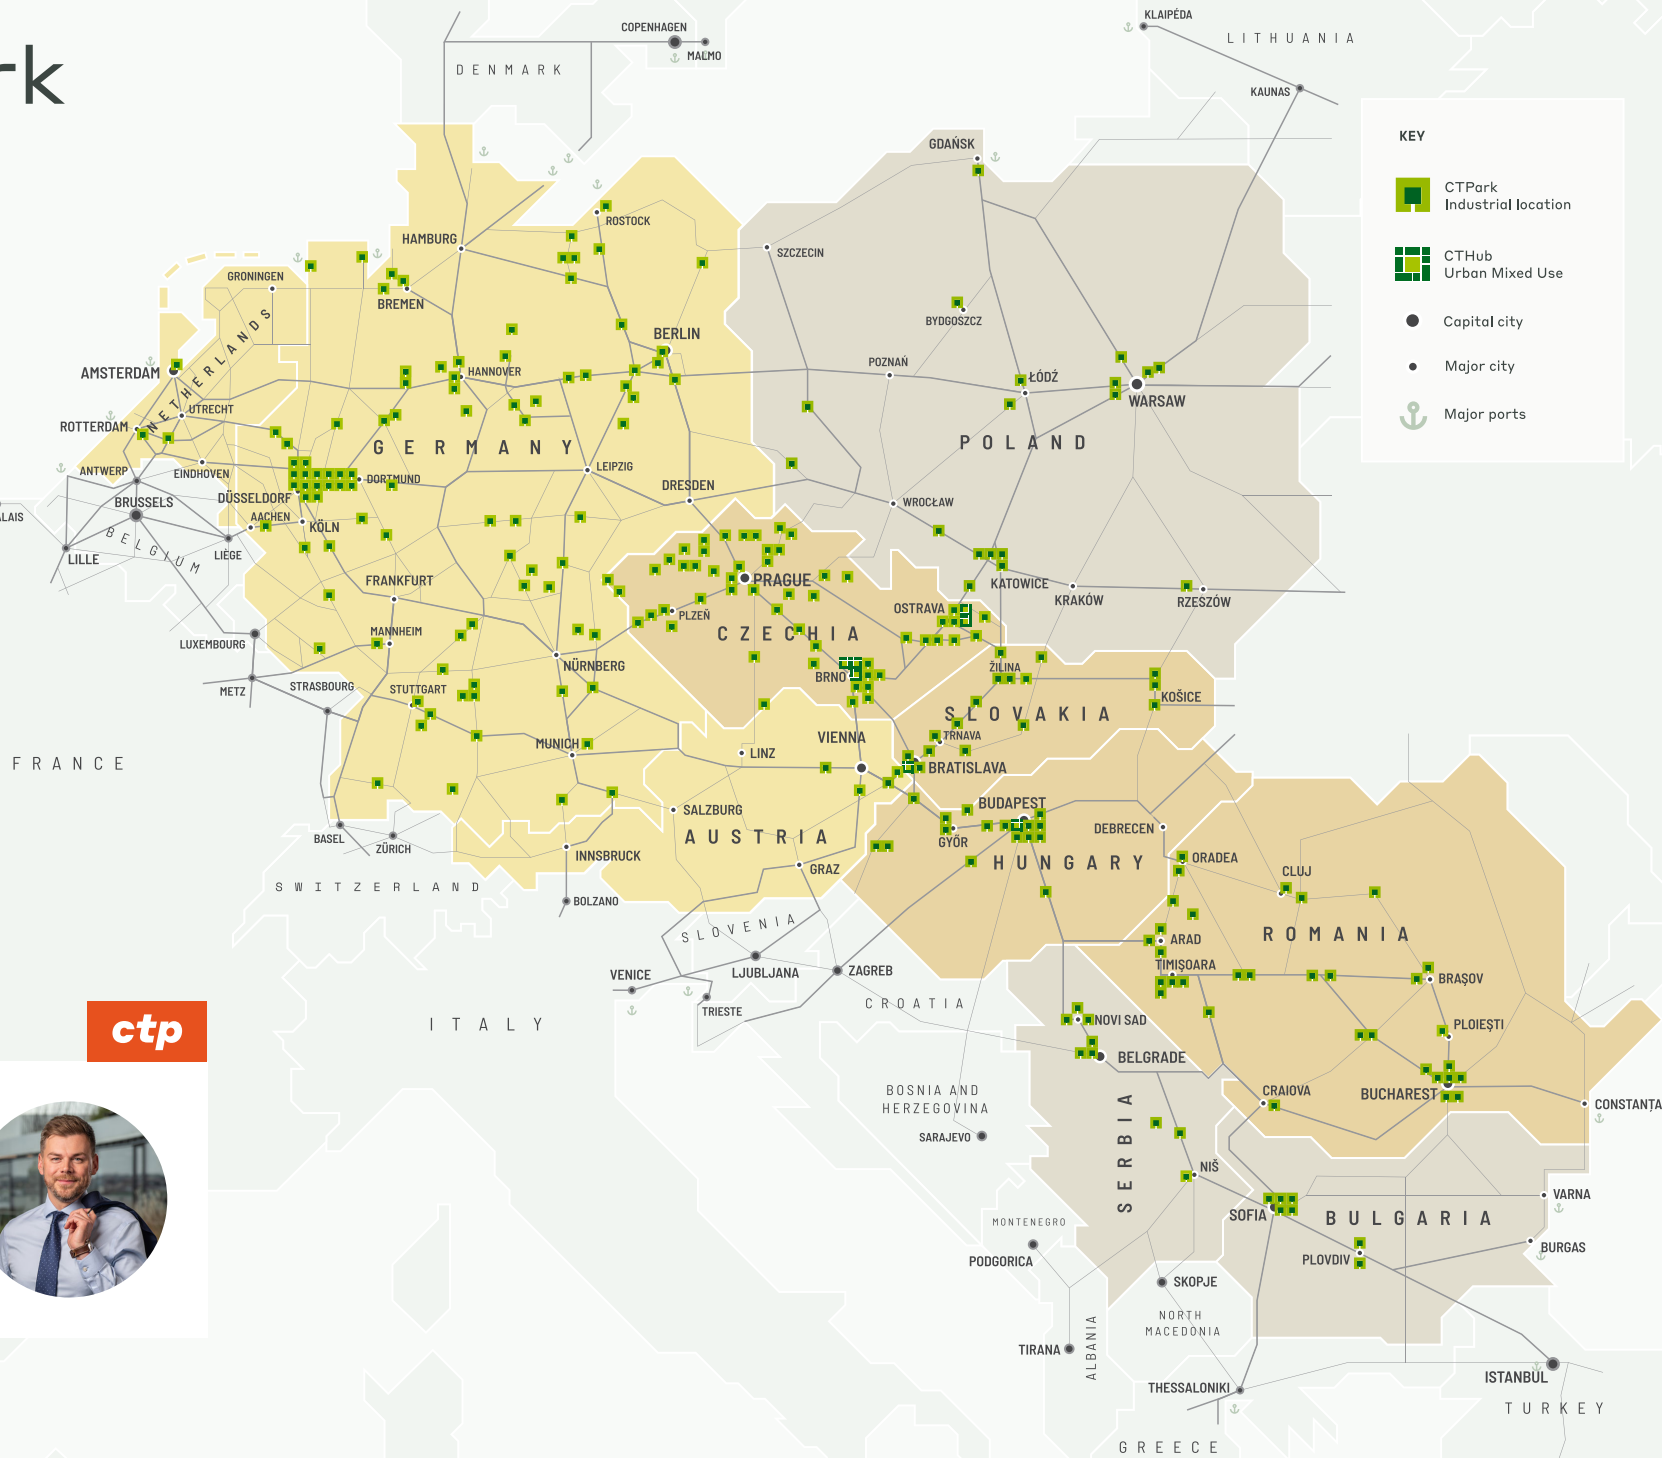 rk
KEY
CTPark
Industrial location
CTHub
Urban Mixed Use
Capital city
Major city
Major ports
KLAIPÉDA
LITHUANIA
KAUNAS
COPENHAGEN
MALMO
DENMARK
GDAŃSK
ROSTOCK
HAMBURG
SZCZECIN
GRONINGEN
BREMEN
BYDGOSZCZ
BERLIN
NETHERLANDS
AMSTERDAM
HANNOVER
POZNAŃ
ŁÓDŹ
WARSAW
UTRECHT
ROTTERDAM
GERMANY
POLAND
ANTWERP
EINDHOVEN
DORTMUND
LEIPZIG
DRESDEN
DÜSSELDORF
BRUSSELS
WROCŁAW
LAIS
AACHEN
KÖLN
BELGIUM
LIÈGE
LILLE
FRANKFURT
PRAGUE
KATOWICE
KRAKÓW
RZESZÓW
OSTRAVA
PLZEŇ
CZECHIA
MANNHEIM
LUXEMBOURG
NÜRNBERG
ŽILINA
BRNO
METZ
STRASBOURG
STUTTGART
KOŠICE
SLOVAKIA
TRNAVA
VIENNA
MUNICH
LINZ
FRANCE
BRATISLAVA
BUDAPEST
SALZBURG
AUSTRIA
DEBRECEN
BASEL
ZÜRICH
GYŐR
INNSBRUCK
HUNGARY
ORADEA
GRAZ
CLUJ
SWITZERLAND
BOLZANO
SLOVENIA
ROMANIA
ARAD
TIMIȘOARA
VENICE
LJUBLJANA
ZAGREB
BRAȘOV
CROATIA
TRIESTE
ITALY
NOVI SAD
PLOIEȘTI
ctp
BELGRADE
BOSNIA AND
HERZEGOVINA
CRAIOVA
BUCHAREST
CONSTANȚA
SARAJEVO
SERBIA
NIŠ
VARNA
SOFIA
BULGARIA
MONTENEGRO
PODGORICA
PLOVDIV
BURGAS
SKOPJE
NORTH
MACEDONIA
TIRANA
ALBANIA
ISTANBUL
THESSALONIKI
TURKEY
GREECE